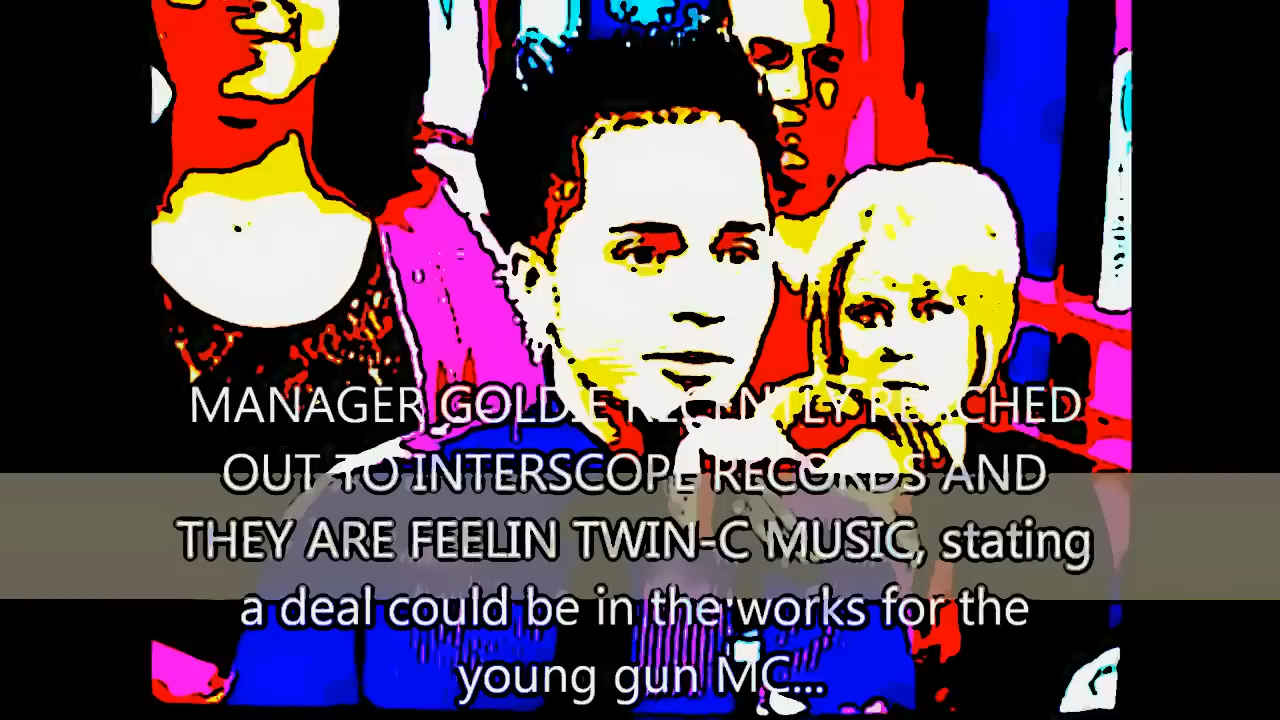 MANAGER GOLDIE RECENTLY REACHED
OUT TO INTERSCOPE RECORDS AND
THEY ARE FEELIN TWIN-C MUSIC, stating
a deal could be in the works for the
young gun MC...